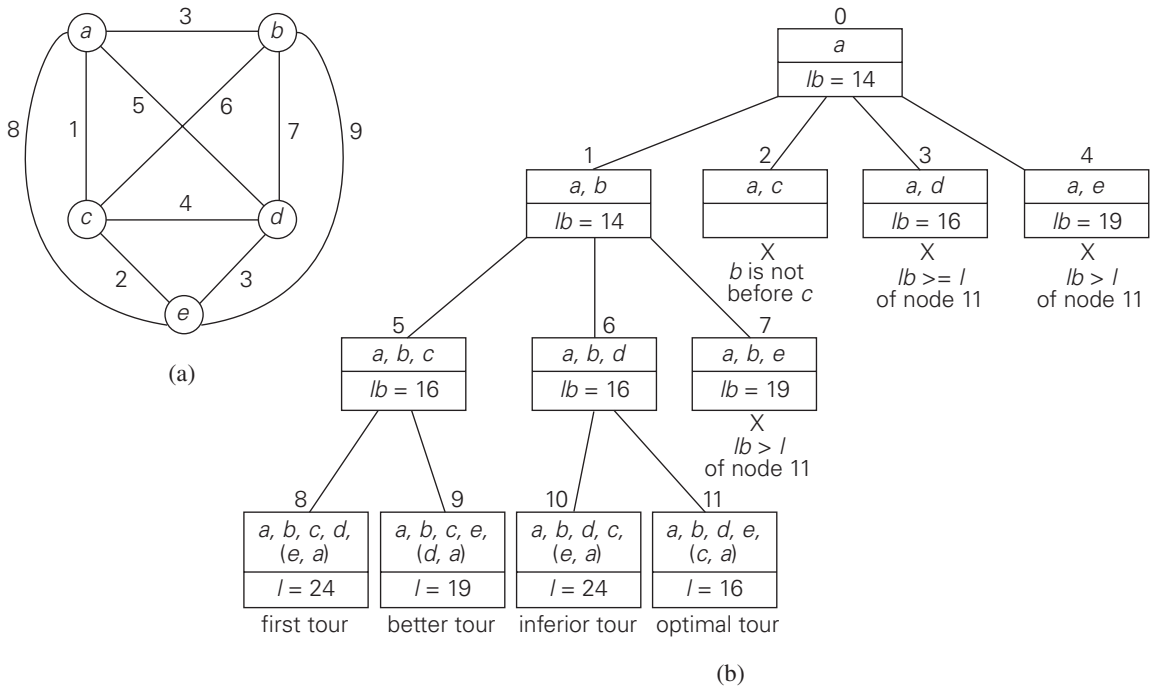 3
a
b
5
6
8
1
7
9
c
4
d
2
3
e
(a)
0
a
lb = 14
1
a, b
lb = 14
2
a, c
X
b is not
before c
3
a, d
lb = 16
X
lb >= l
of node 11
4
a, e
lb = 19
X
lb > l
of node 11
5
a, b, c
lb = 16
6
a, b, d
lb = 16
7
a, b, e
lb = 19
X
lb > l
of node 11
8
a, b, c, d,
(e, a)
l = 24
first tour
9
a, b, c, e,
(d, a)
l = 19
better tour
10
a, b, d, c,
(e, a)
l = 24
inferior tour
11
a, b, d, e,
(c, a)
l = 16
optimal tour
(b)